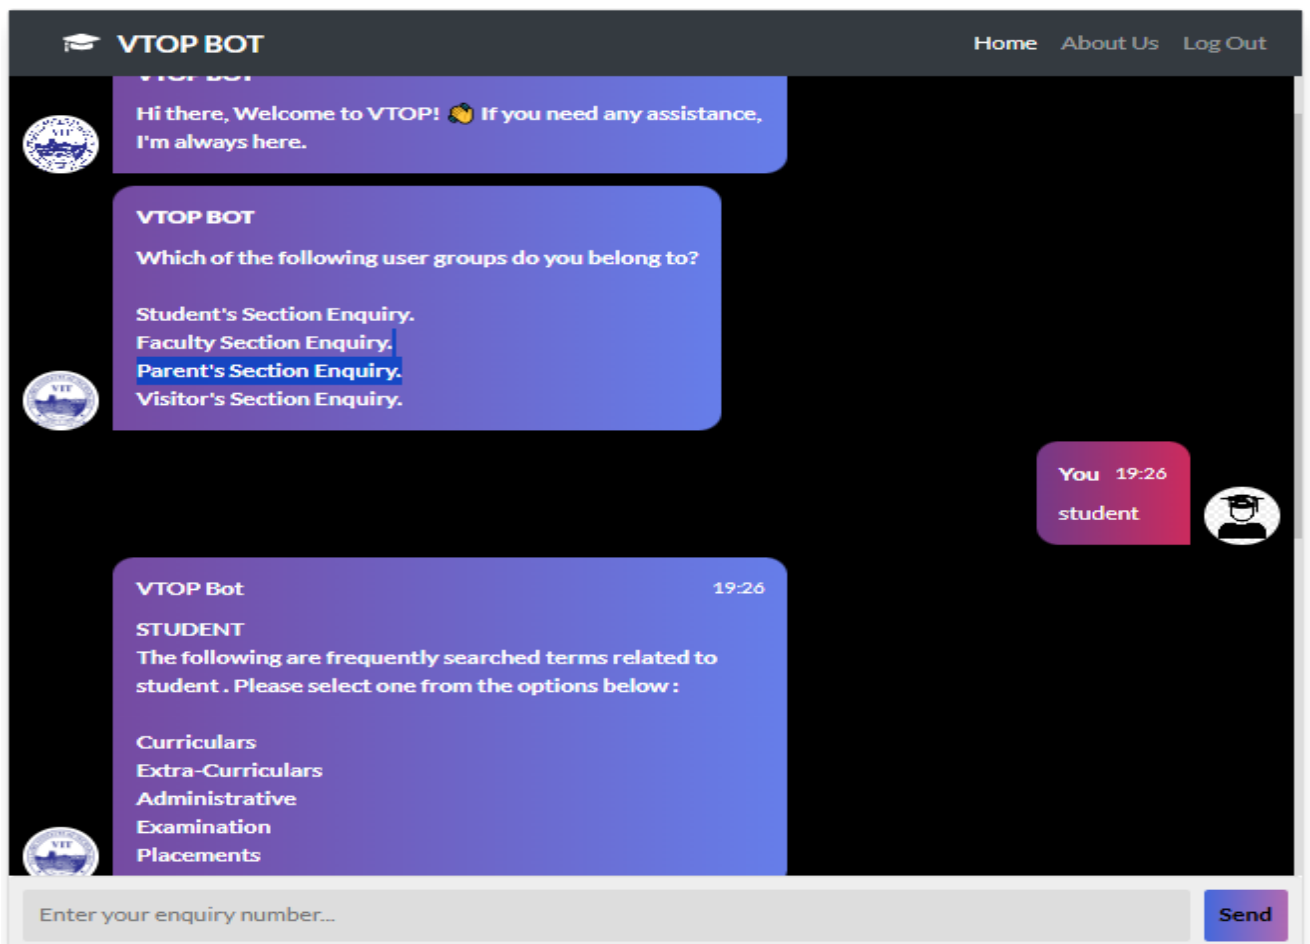 VTOP BOT
Home About Us Log Out
VTOP BOT
Hi there, Welcome to VTOP! 👏 If you need any assistance,
I'm always here.
VTOP BOT
Which of the following user groups do you belong to?
Student's Section Enquiry.
Faculty Section Enquiry.
Parent's Section Enquiry.
Visitor's Section Enquiry.
VIT
You 19:26
student
VTOP Bot 19:26
STUDENT
The following are frequently searched terms related to
student . Please select one from the options below :
Curriculars
Extra-Curriculars
Administrative
Examination
Placements
VIT
Enter your enquiry number...
Send